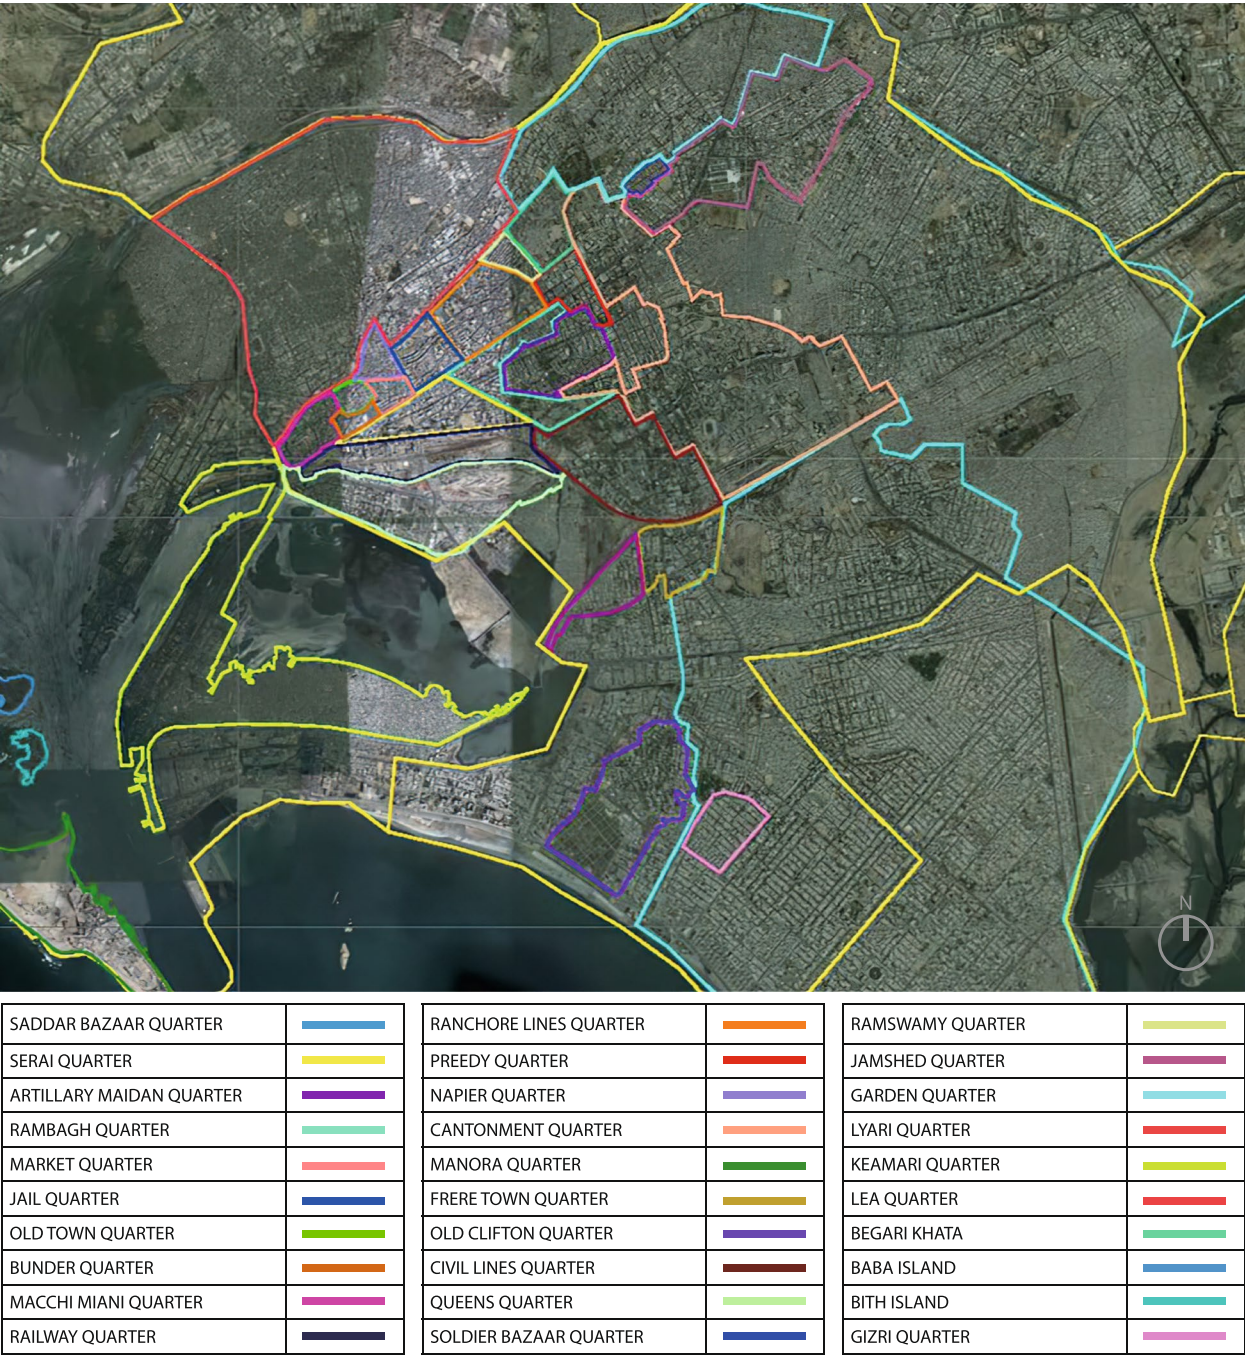 N
SADDAR BAZAAR QUARTER
SERAI QUARTER
ARTILLARY MAIDAN QUARTER
RAMBAGH QUARTER
MARKET QUARTER
JAIL QUARTER
OLD TOWN QUARTER
BUNDER QUARTER
MACCHI MIANI QUARTER
RAILWAY QUARTER
RANCHORE LINES QUARTER
PREEDY QUARTER
NAPIER QUARTER
CANTONMENT QUARTER
MANORA QUARTER
FRERE TOWN QUARTER
OLD CLIFTON QUARTER
CIVIL LINES QUARTER
QUEENS QUARTER
SOLDIER BAZAAR QUARTER
RAMSWAMY QUARTER
JAMSHED QUARTER
GARDEN QUARTER
LYARI QUARTER
KEAMARI QUARTER
LEA QUARTER
BEGARI KHATA
BABA ISLAND
BITH ISLAND
GIZRI QUARTER